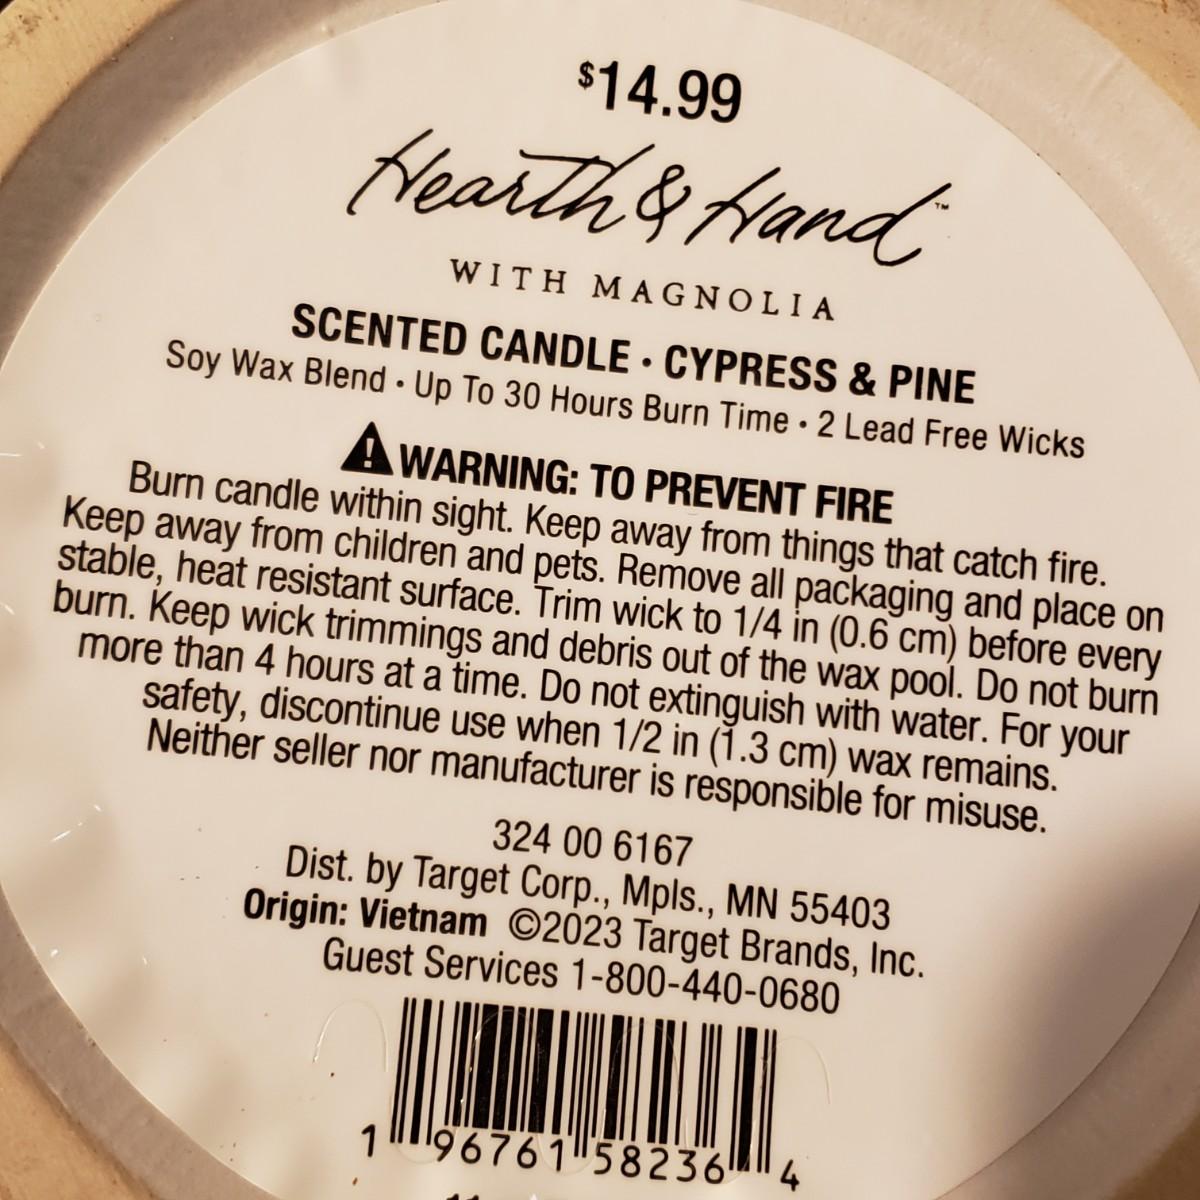 $14.99
Hearth & Hand™
WITH MAGNOLIA
SCENTED CANDLE • CYPRESS & PINE
Soy Wax Blend • Up To 30 Hours Burn Time • 2 Lead Free Wicks
⚠ WARNING: TO PREVENT FIRE
Burn candle within sight. Keep away from things that catch fire.
Keep away from children and pets. Remove all packaging and place on
stable, heat resistant surface. Trim wick to 1/4 in (0.6 cm) before every
burn. Keep wick trimmings and debris out of the wax pool. Do not burn
more than 4 hours at a time. Do not extinguish with water. For your
safety, discontinue use when 1/2 in (1.3 cm) wax remains.
Neither seller nor manufacturer is responsible for misuse.
324 00 6167
Dist. by Target Corp., Mpls., MN 55403
Origin: Vietnam ©2023 Target Brands, Inc.
Guest Services 1-800-440-0680
1 96761 58236 4